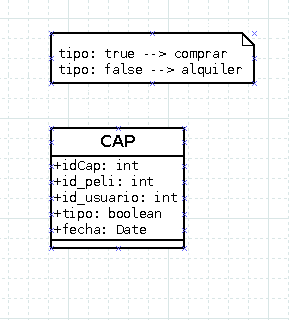 tipo: true --> comprar
tipo: false --> alquiler
CAP
+idCap: int
+id_peli: int
+id_usuario: int
+tipo: boolean
+fecha: Date